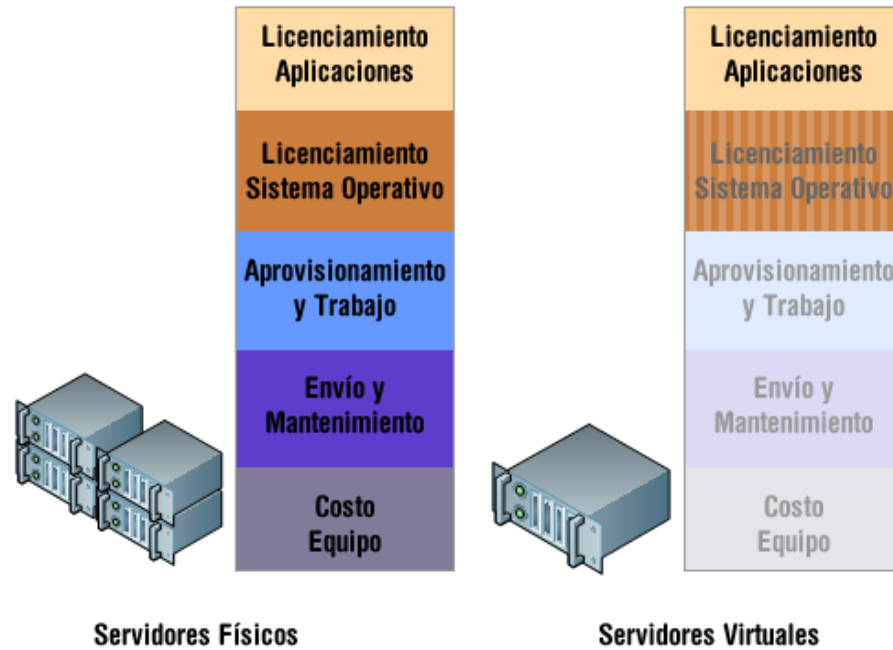 Licenciamiento
Aplicaciones
Licenciamiento
Sistema Operativo
Aprovisionamiento
y Trabajo
Envío y
Mantenimiento
Costo
Equipo
Servidores Físicos
Licenciamiento
Aplicaciones
Licenciamiento
Sistema Operativo
Aprovisionamiento
y Trabajo
Envío y
Mantenimiento
Costo
Equipo
Servidores Virtuales